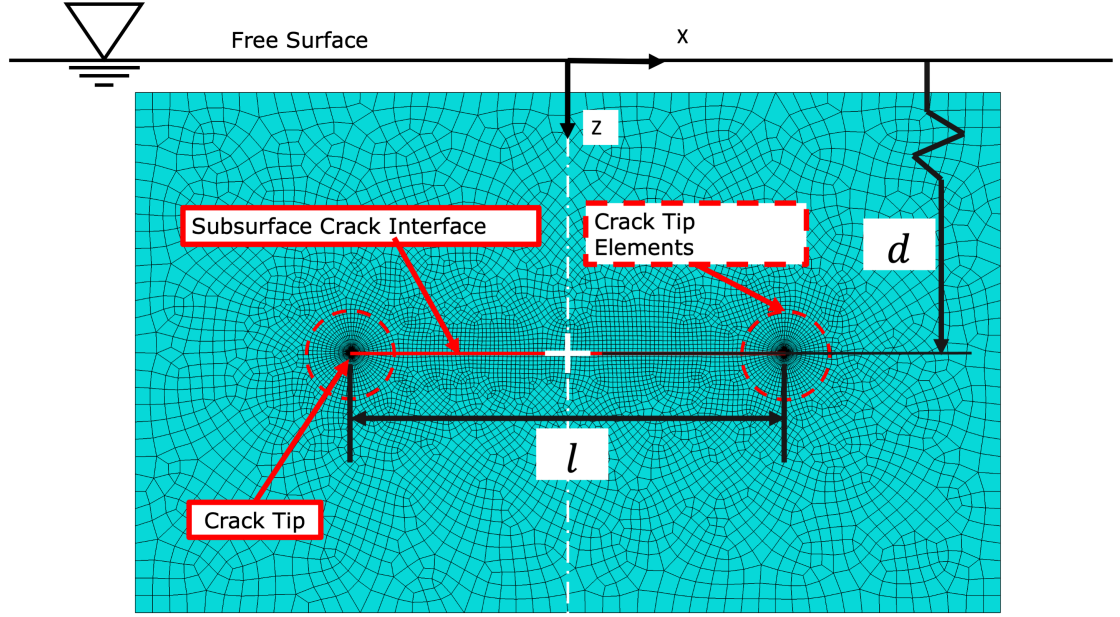 Free Surface
X
Z
Subsurface Crack Interface
Crack Tip
Elements
d
l
Crack Tip